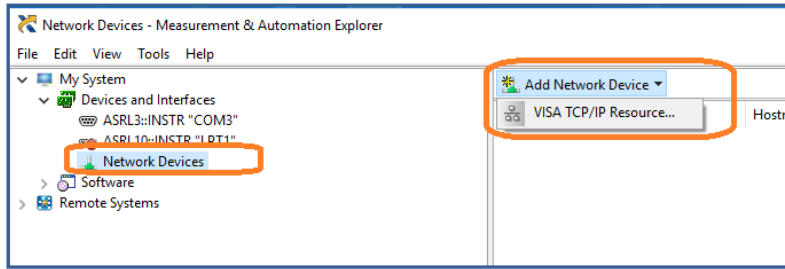 Network Devices - Measurement & Automation Explorer
File Edit View Tools Help
My System
Devices and Interfaces
ASRL3::INSTR "COM3"
ASRL10::INSTR "LPT1"
Network Devices
Software
Remote Systems
Add Network Device
VISA TCP/IP Resource...